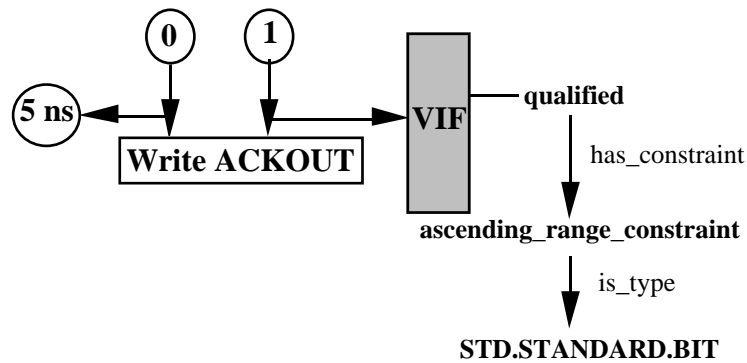 0
1
5 ns
VIF
qualified
Write ACKOUT
has_constraint
ascending_range_constraint
is_type
STD.STANDARD.BIT